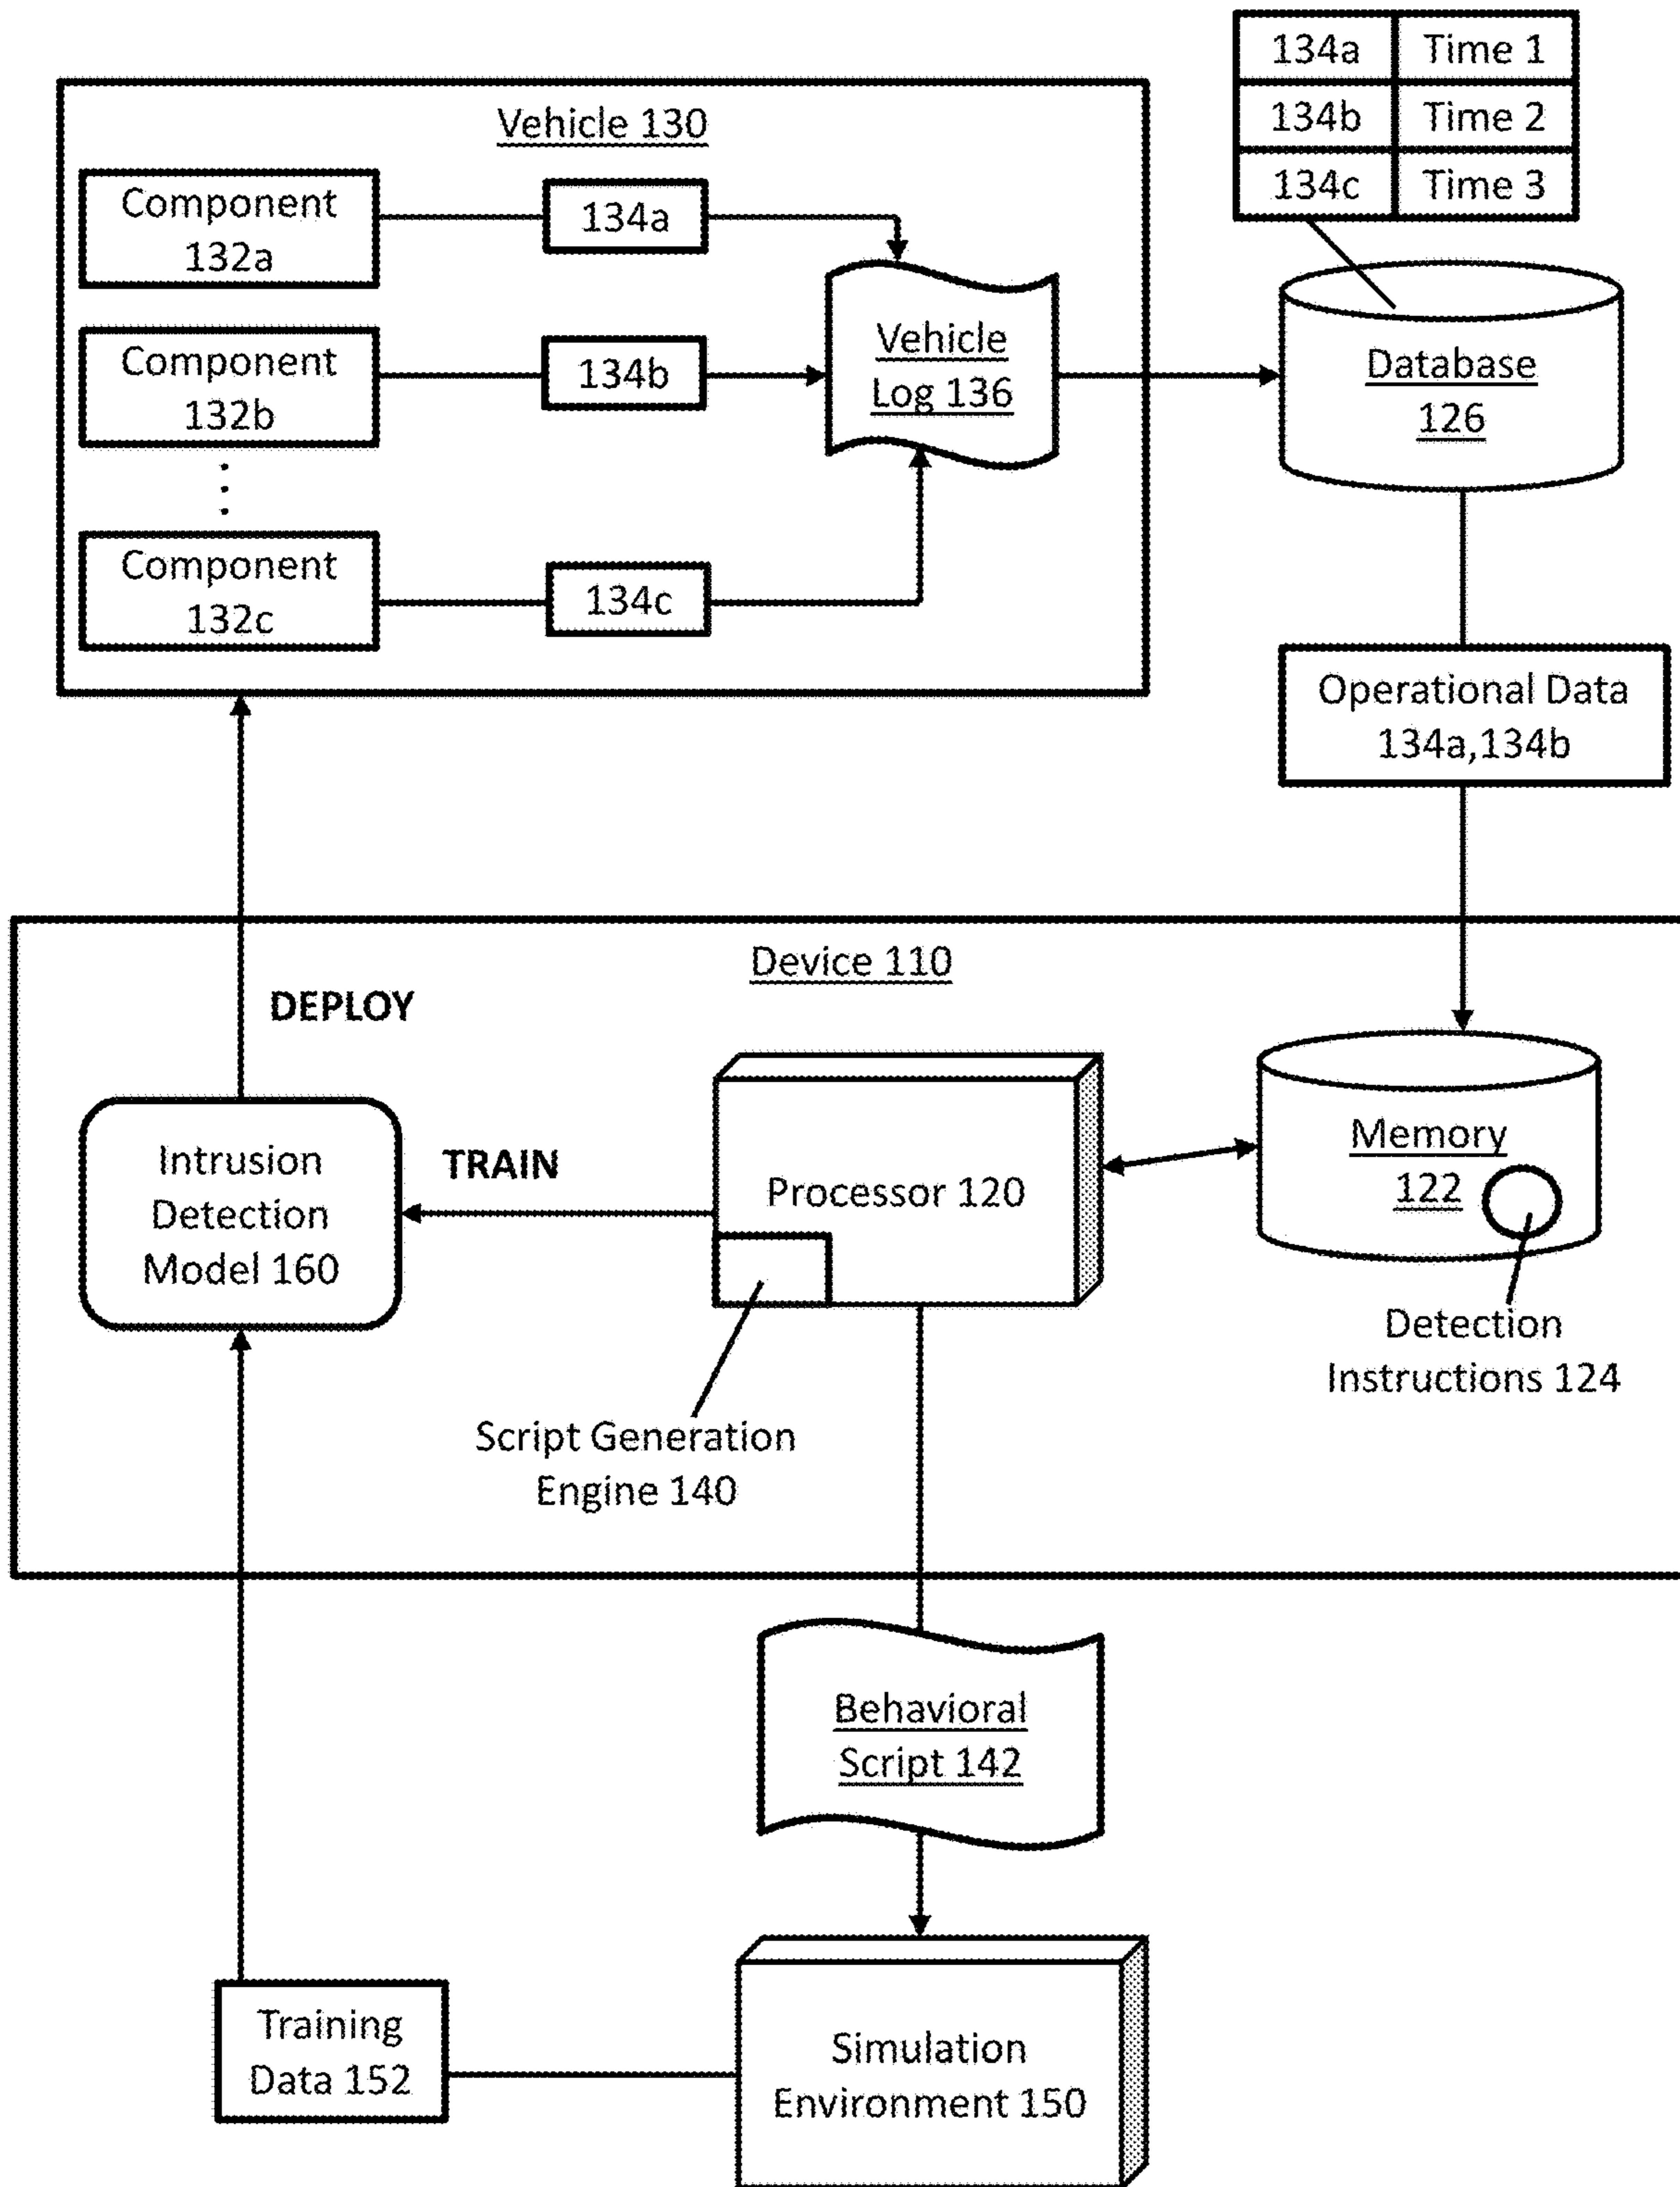 134a Time 1
134b Time 2
134c Time 3
Vehicle 130
Component
132a
134a
Component
132b
134b
Component
132c
134c
Vehicle
Log 136
Database
126
Operational Data
134a,134b
Device 110
DEPLOY
Intrusion
Detection
Model 160
TRAIN
Processor 120
Memory
122
Detection
Instructions 124
Script Generation
Engine 140
Behavioral
Script 142
Training
Data 152
Simulation
Environment 150